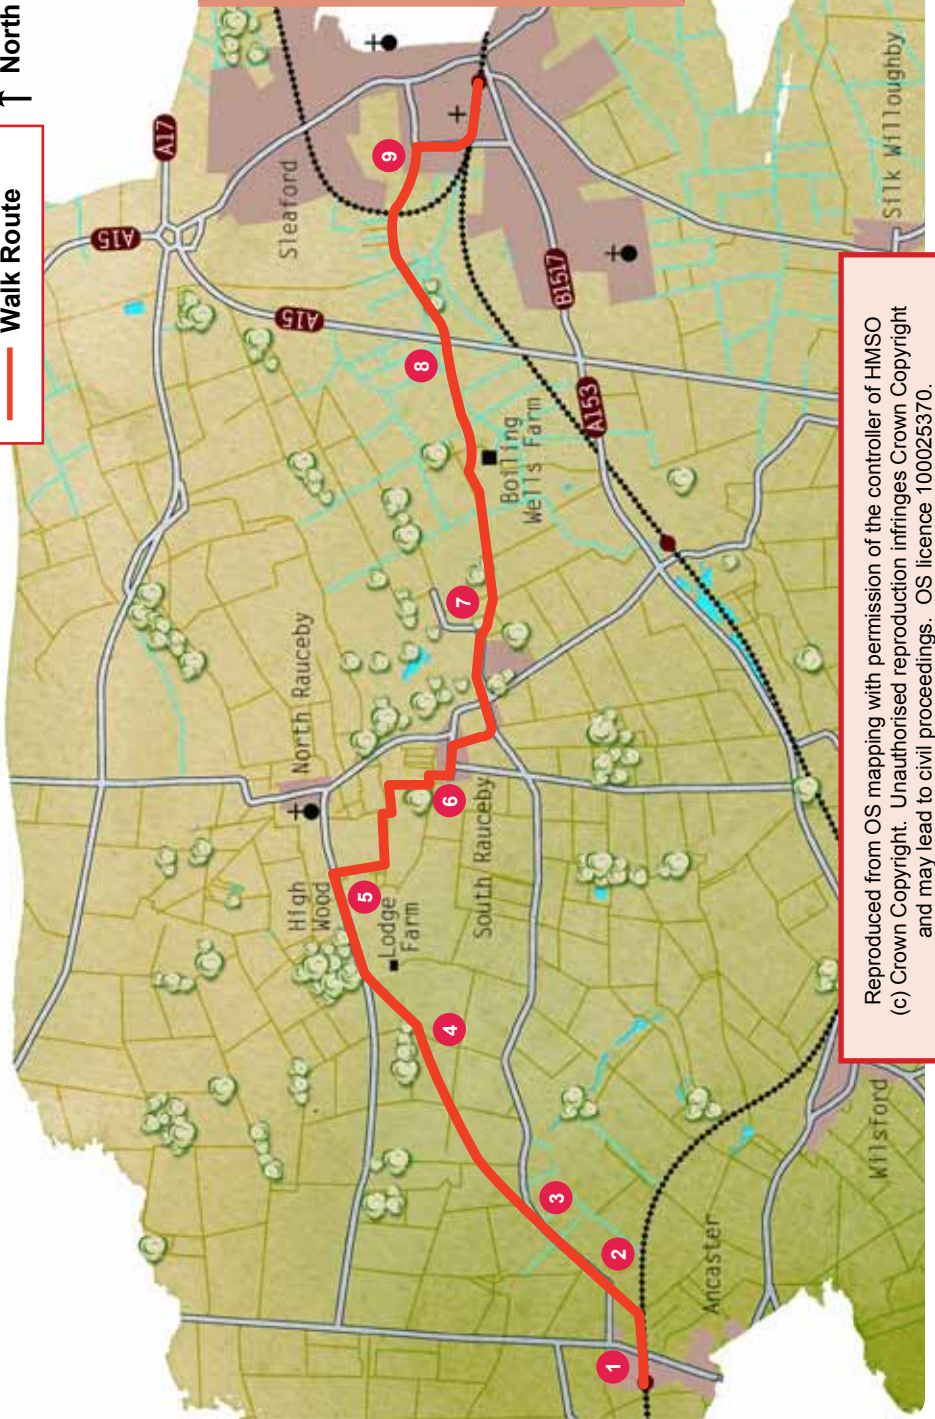 North
Walk Route
A17
A15
A15
Sleaford
9
8
B1517
A153
Silk Willoughby
Boiling
Wells Farm
7
North Rauceby
6
South Rauceby
High
Wood
5
Lodge
Farm
4
3
2
1
Ancaster
Wilsford
Reproduced from OS mapping with permission of the controller of HMSO
(c) Crown Copyright. Unauthorised reproduction infringes Crown Copyright
and may lead to civil proceedings. OS licence 100025370.